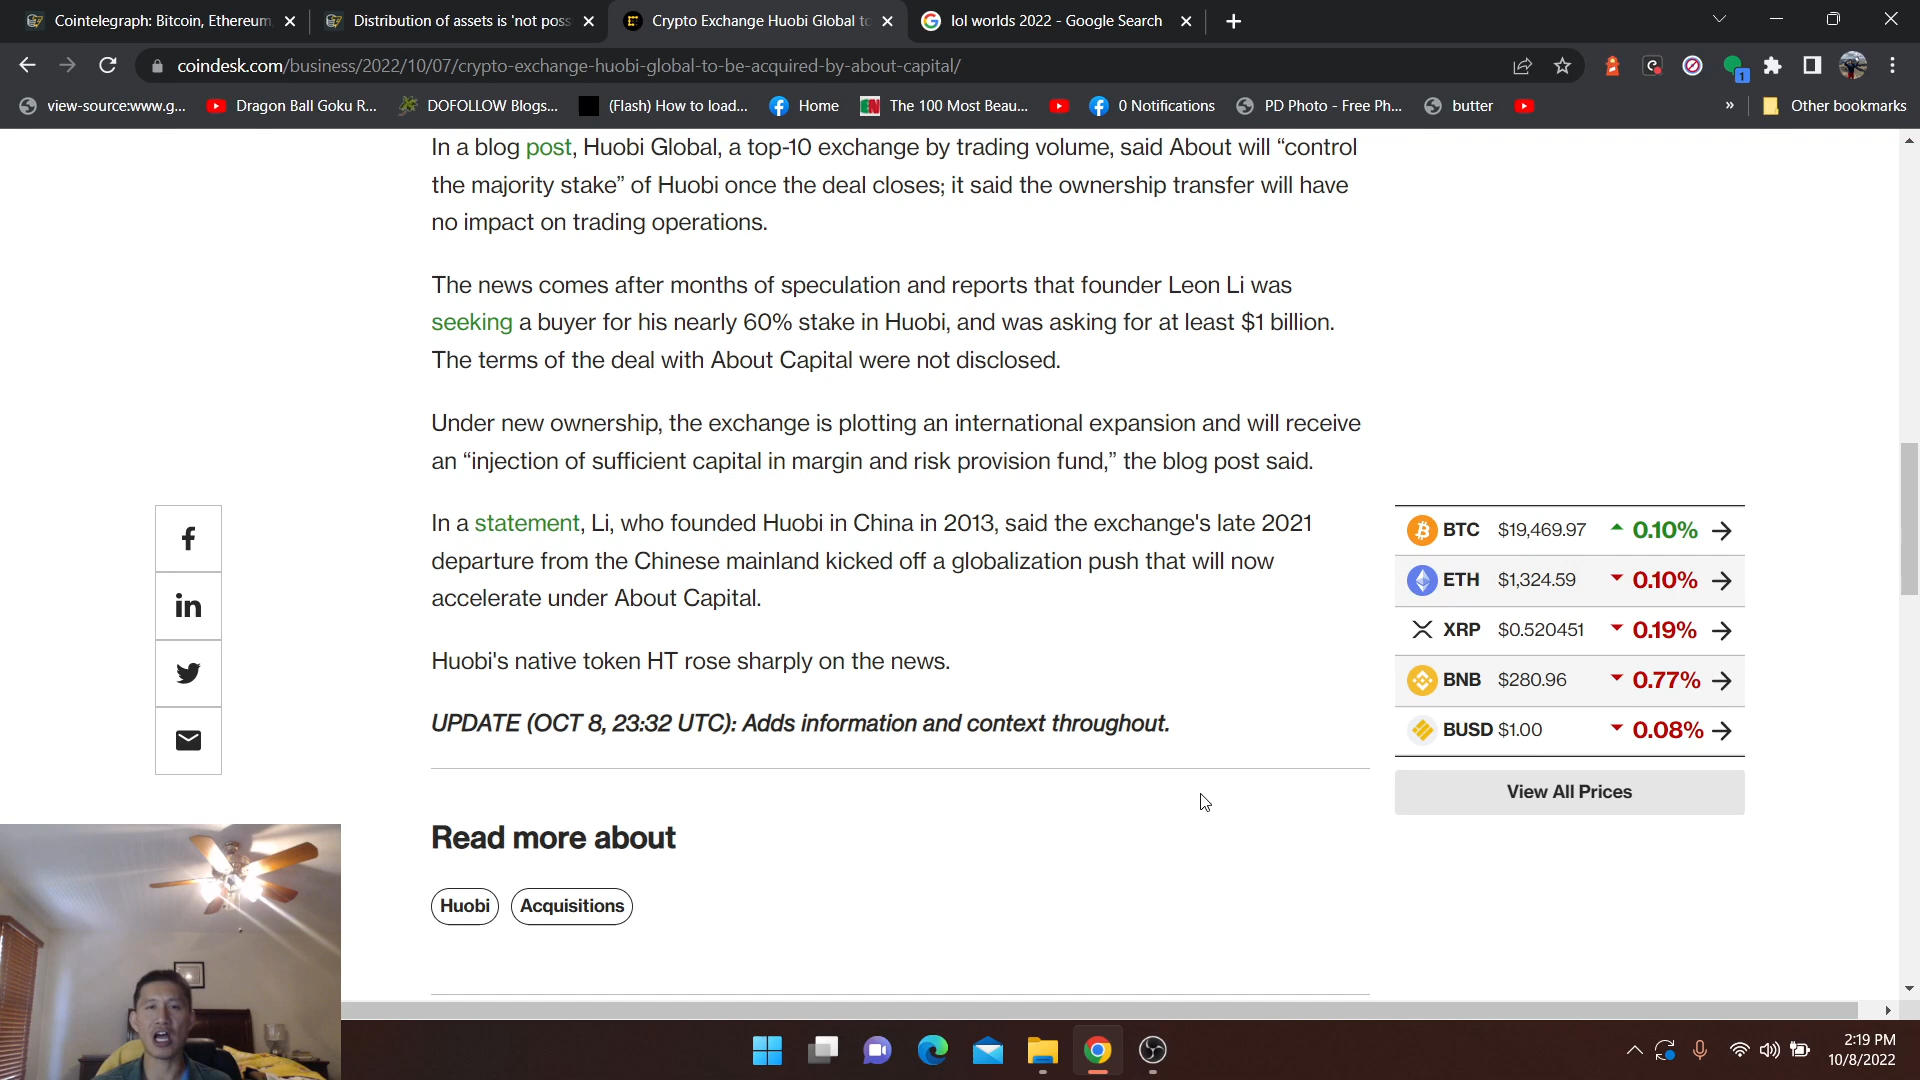 Cointelegraph: Bitcoin, Ethereum
Distribution of assets is 'not poss
Crypto Exchange Huobi Global to
lol worlds 2022 - Google Search
coindesk.com/business/2022/10/07/crypto-exchange-huobi-global-to-be-acquired-by-about-capital/
1
view-source:www.g...
Dragon Ball Goku R...
DOFOLLOW Blogs...
(Flash) How to load...
Home
The 100 Most Beau...
0 Notifications
PD Photo - Free Ph...
butter
»
Other bookmarks
In a blog post, Huobi Global, a top-10 exchange by trading volume, said About will “control
the majority stake” of Huobi once the deal closes; it said the ownership transfer will have
no impact on trading operations.
The news comes after months of speculation and reports that founder Leon Li was
seeking a buyer for his nearly 60% stake in Huobi, and was asking for at least $1 billion.
The terms of the deal with About Capital were not disclosed.
Under new ownership, the exchange is plotting an international expansion and will receive
an “injection of sufficient capital in margin and risk provision fund,” the blog post said.
In a statement, Li, who founded Huobi in China in 2013, said the exchange's late 2021
departure from the Chinese mainland kicked off a globalization push that will now
accelerate under About Capital.
Huobi's native token HT rose sharply on the news.
UPDATE (OCT 8, 23:32 UTC): Adds information and context throughout.
BTC $19,469.97 0.10%
ETH $1,324.59 0.10%
XRP $0.520451 0.19%
BNB $280.96 0.77%
BUSD $1.00 0.08%
View All Prices
Read more about
Huobi
Acquisitions
2:19 PM
10/8/2022